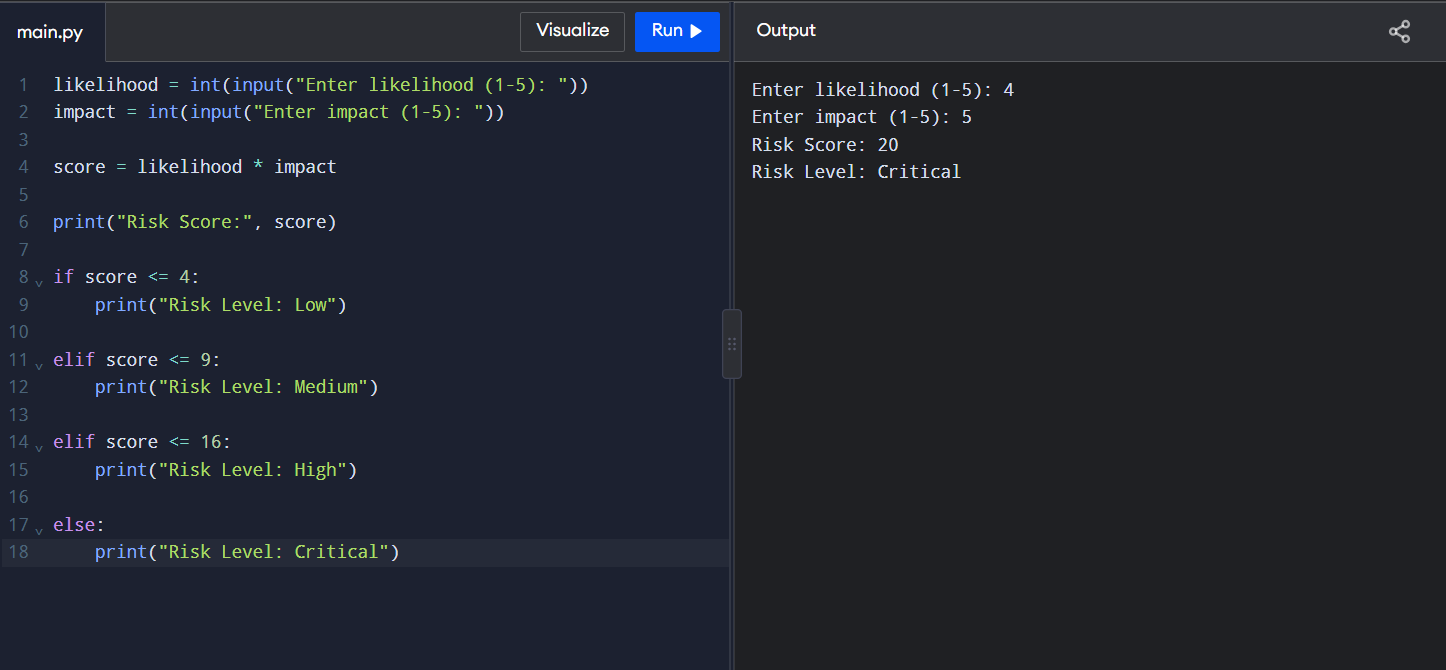 main.py
Visualize
Run
Output
1 likelihood = int(input("Enter likelihood (1-5): "))
2 impact = int(input("Enter impact (1-5): "))
3
4 score = likelihood * impact
5
6 print("Risk Score:", score)
7
8 if score <= 4:
9     print("Risk Level: Low")
10
11 elif score <= 9:
12     print("Risk Level: Medium")
13
14 elif score <= 16:
15     print("Risk Level: High")
16
17 else:
18     print("Risk Level: Critical")
Enter likelihood (1-5): 4
Enter impact (1-5): 5
Risk Score: 20
Risk Level: Critical